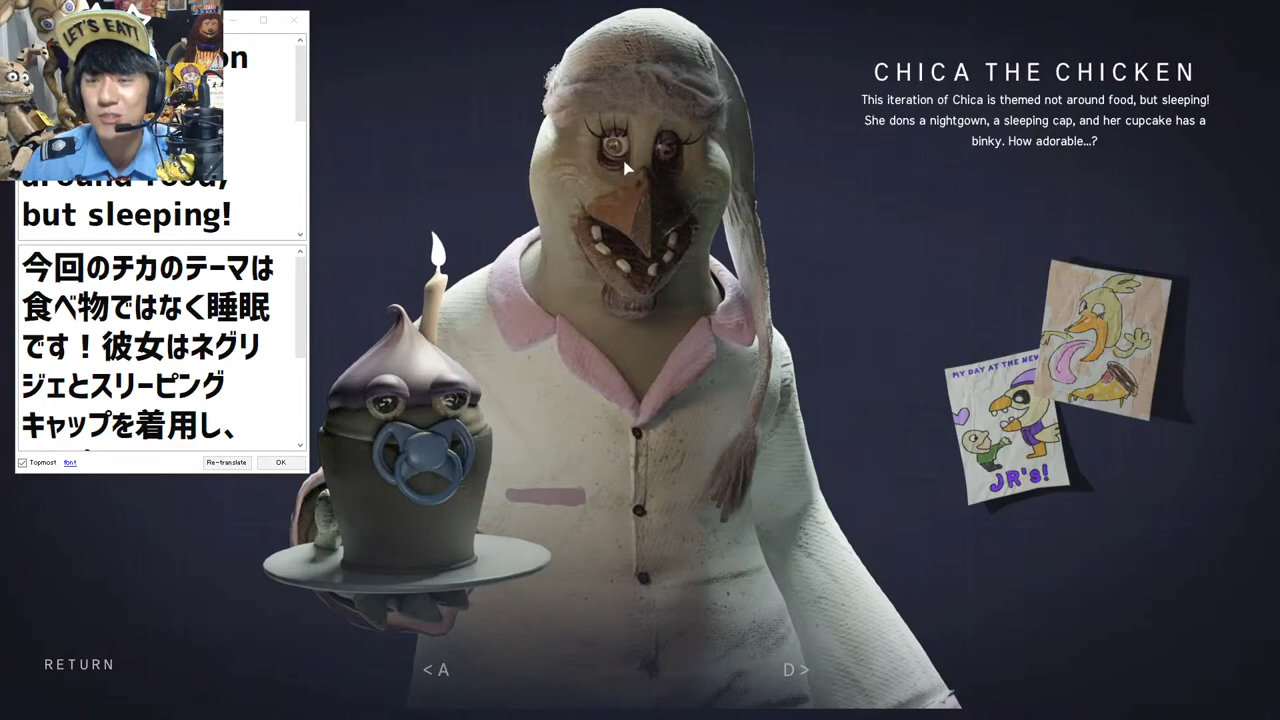 LET'S EAT!
on
around food,
but sleeping!
今回のチカのテーマは
食べ物ではなく睡眠
です！彼女はネグリ
ジェとスリーピング
キャップを着用し、
Topmost font Re-translate OK
CHICA THE CHICKEN
This iteration of Chica is themed not around food, but sleeping!
She dons a nightgown, a sleeping cap, and her cupcake has a
binky. How adorable...?
MY DAY AT THE NEW
JR's!
RETURN
< A
D >